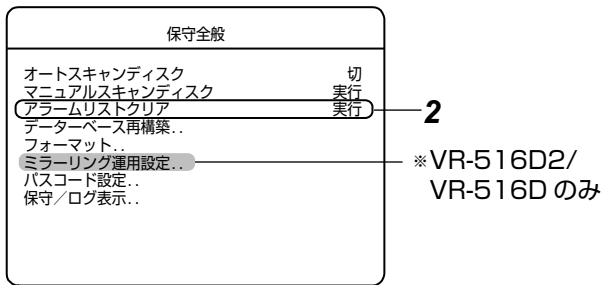 保守全般
オートスキャンディスク 切
マニュアルスキャンディスク 実行
アラームリストクリア 実行
2
データーベース再構築..
フォーマット..
ミラーリング運用設定..
※VR-516D2/
VR-516D のみ
パスコード設定..
保守／ログ表示..